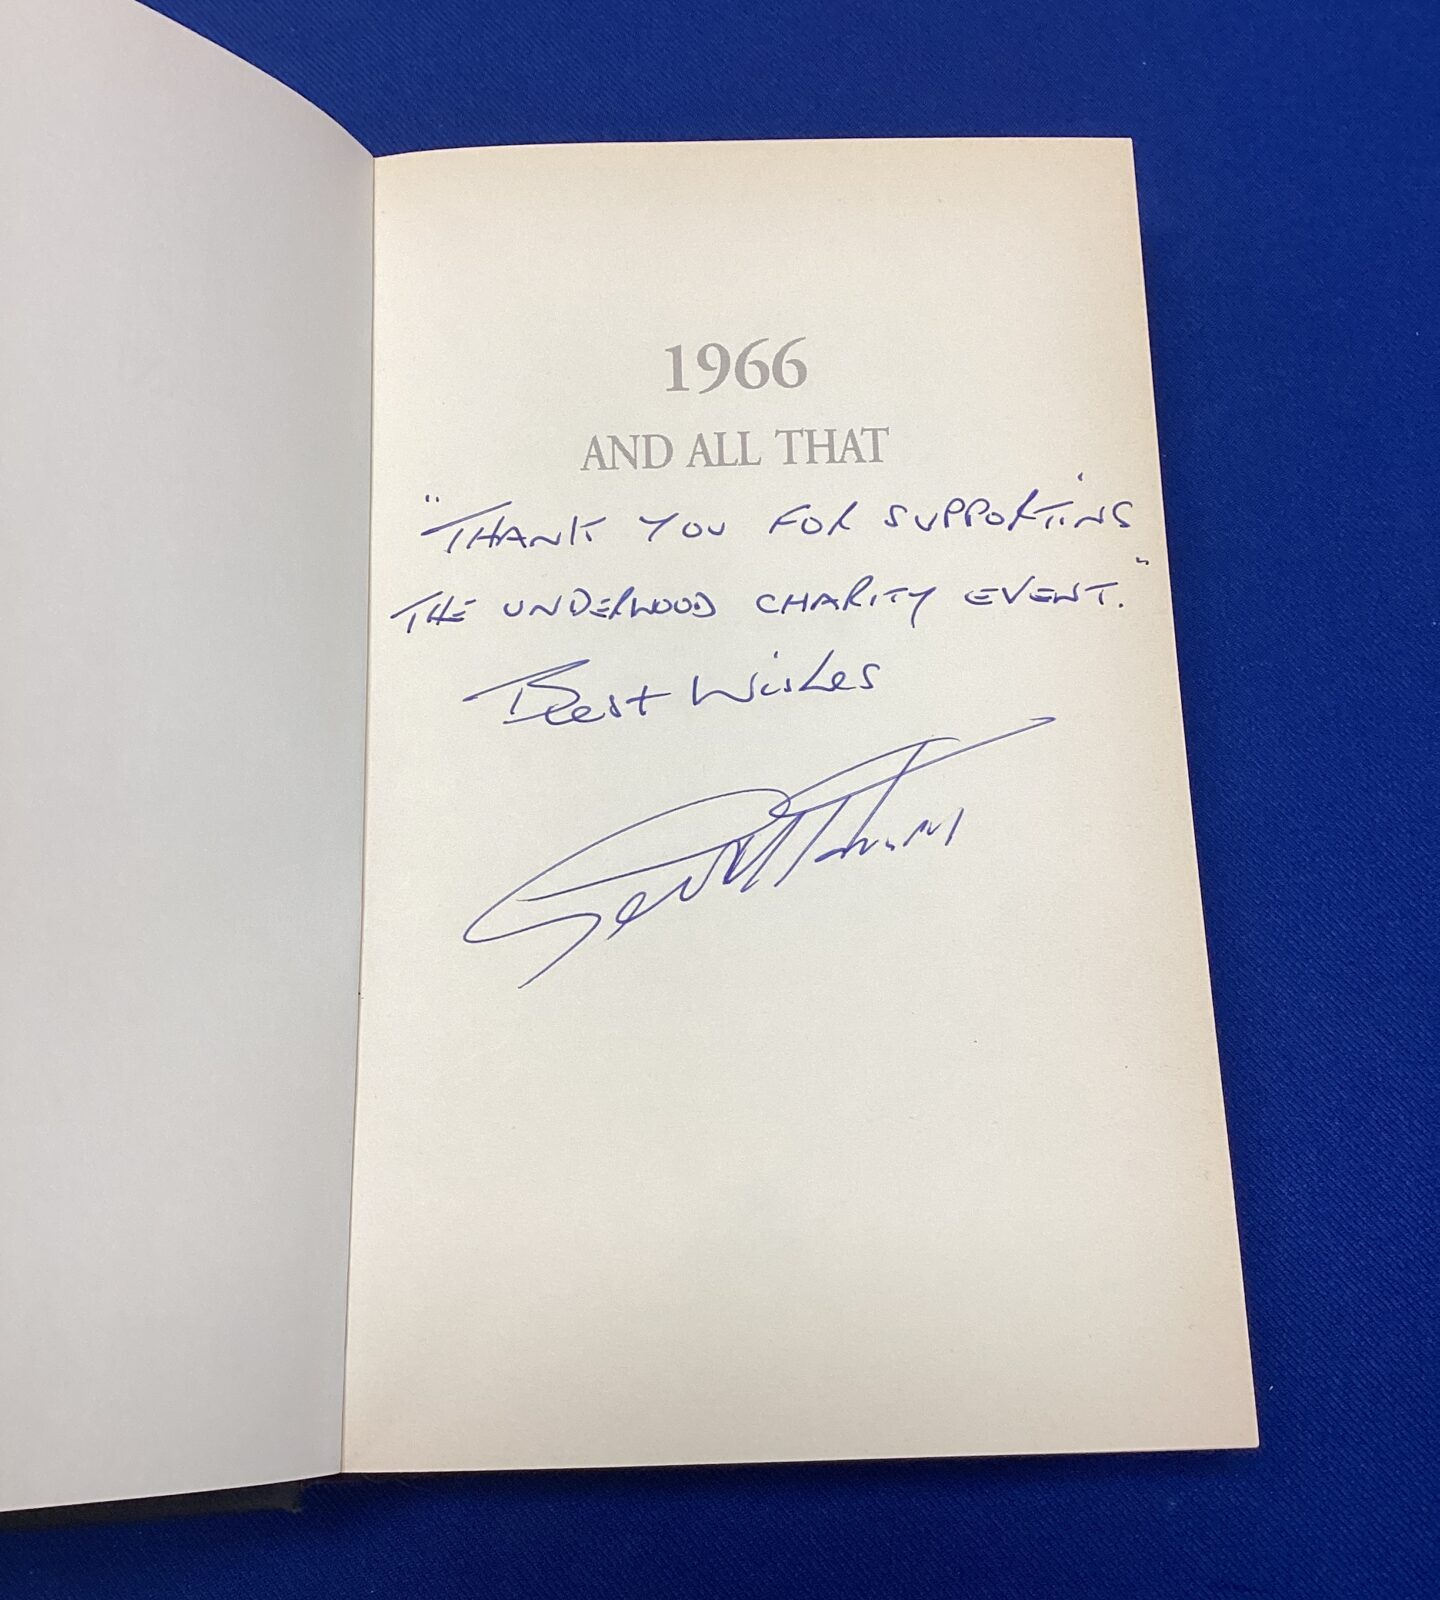 1966
AND ALL THAT
"THANK YOU FOR SUPPORTING
THE UNDERWOOD CHARITY EVENT."
Best Wishes